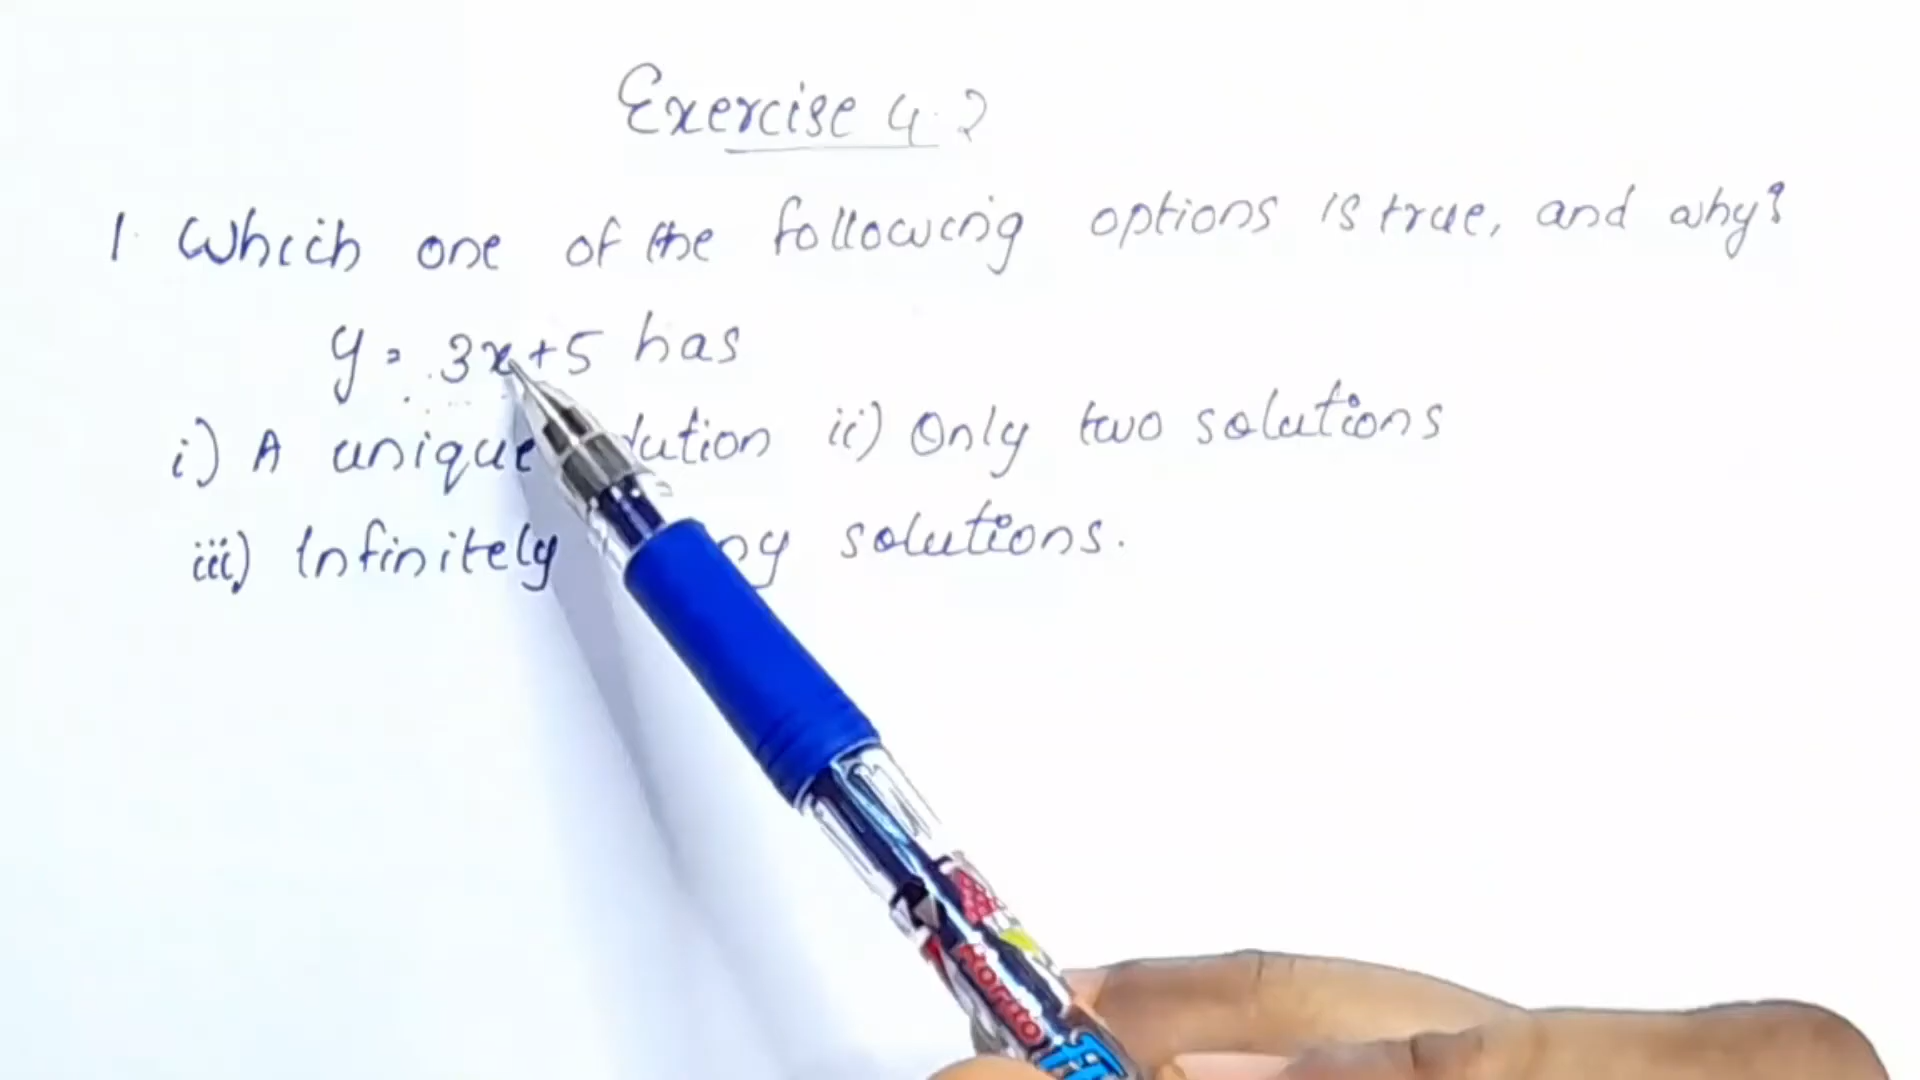 Exercise 4.2
1. Which one of the following options is true, and why?
y = 3x+5 has
i) A unique ii) Only two solutions
iii) Infinitely solutions.